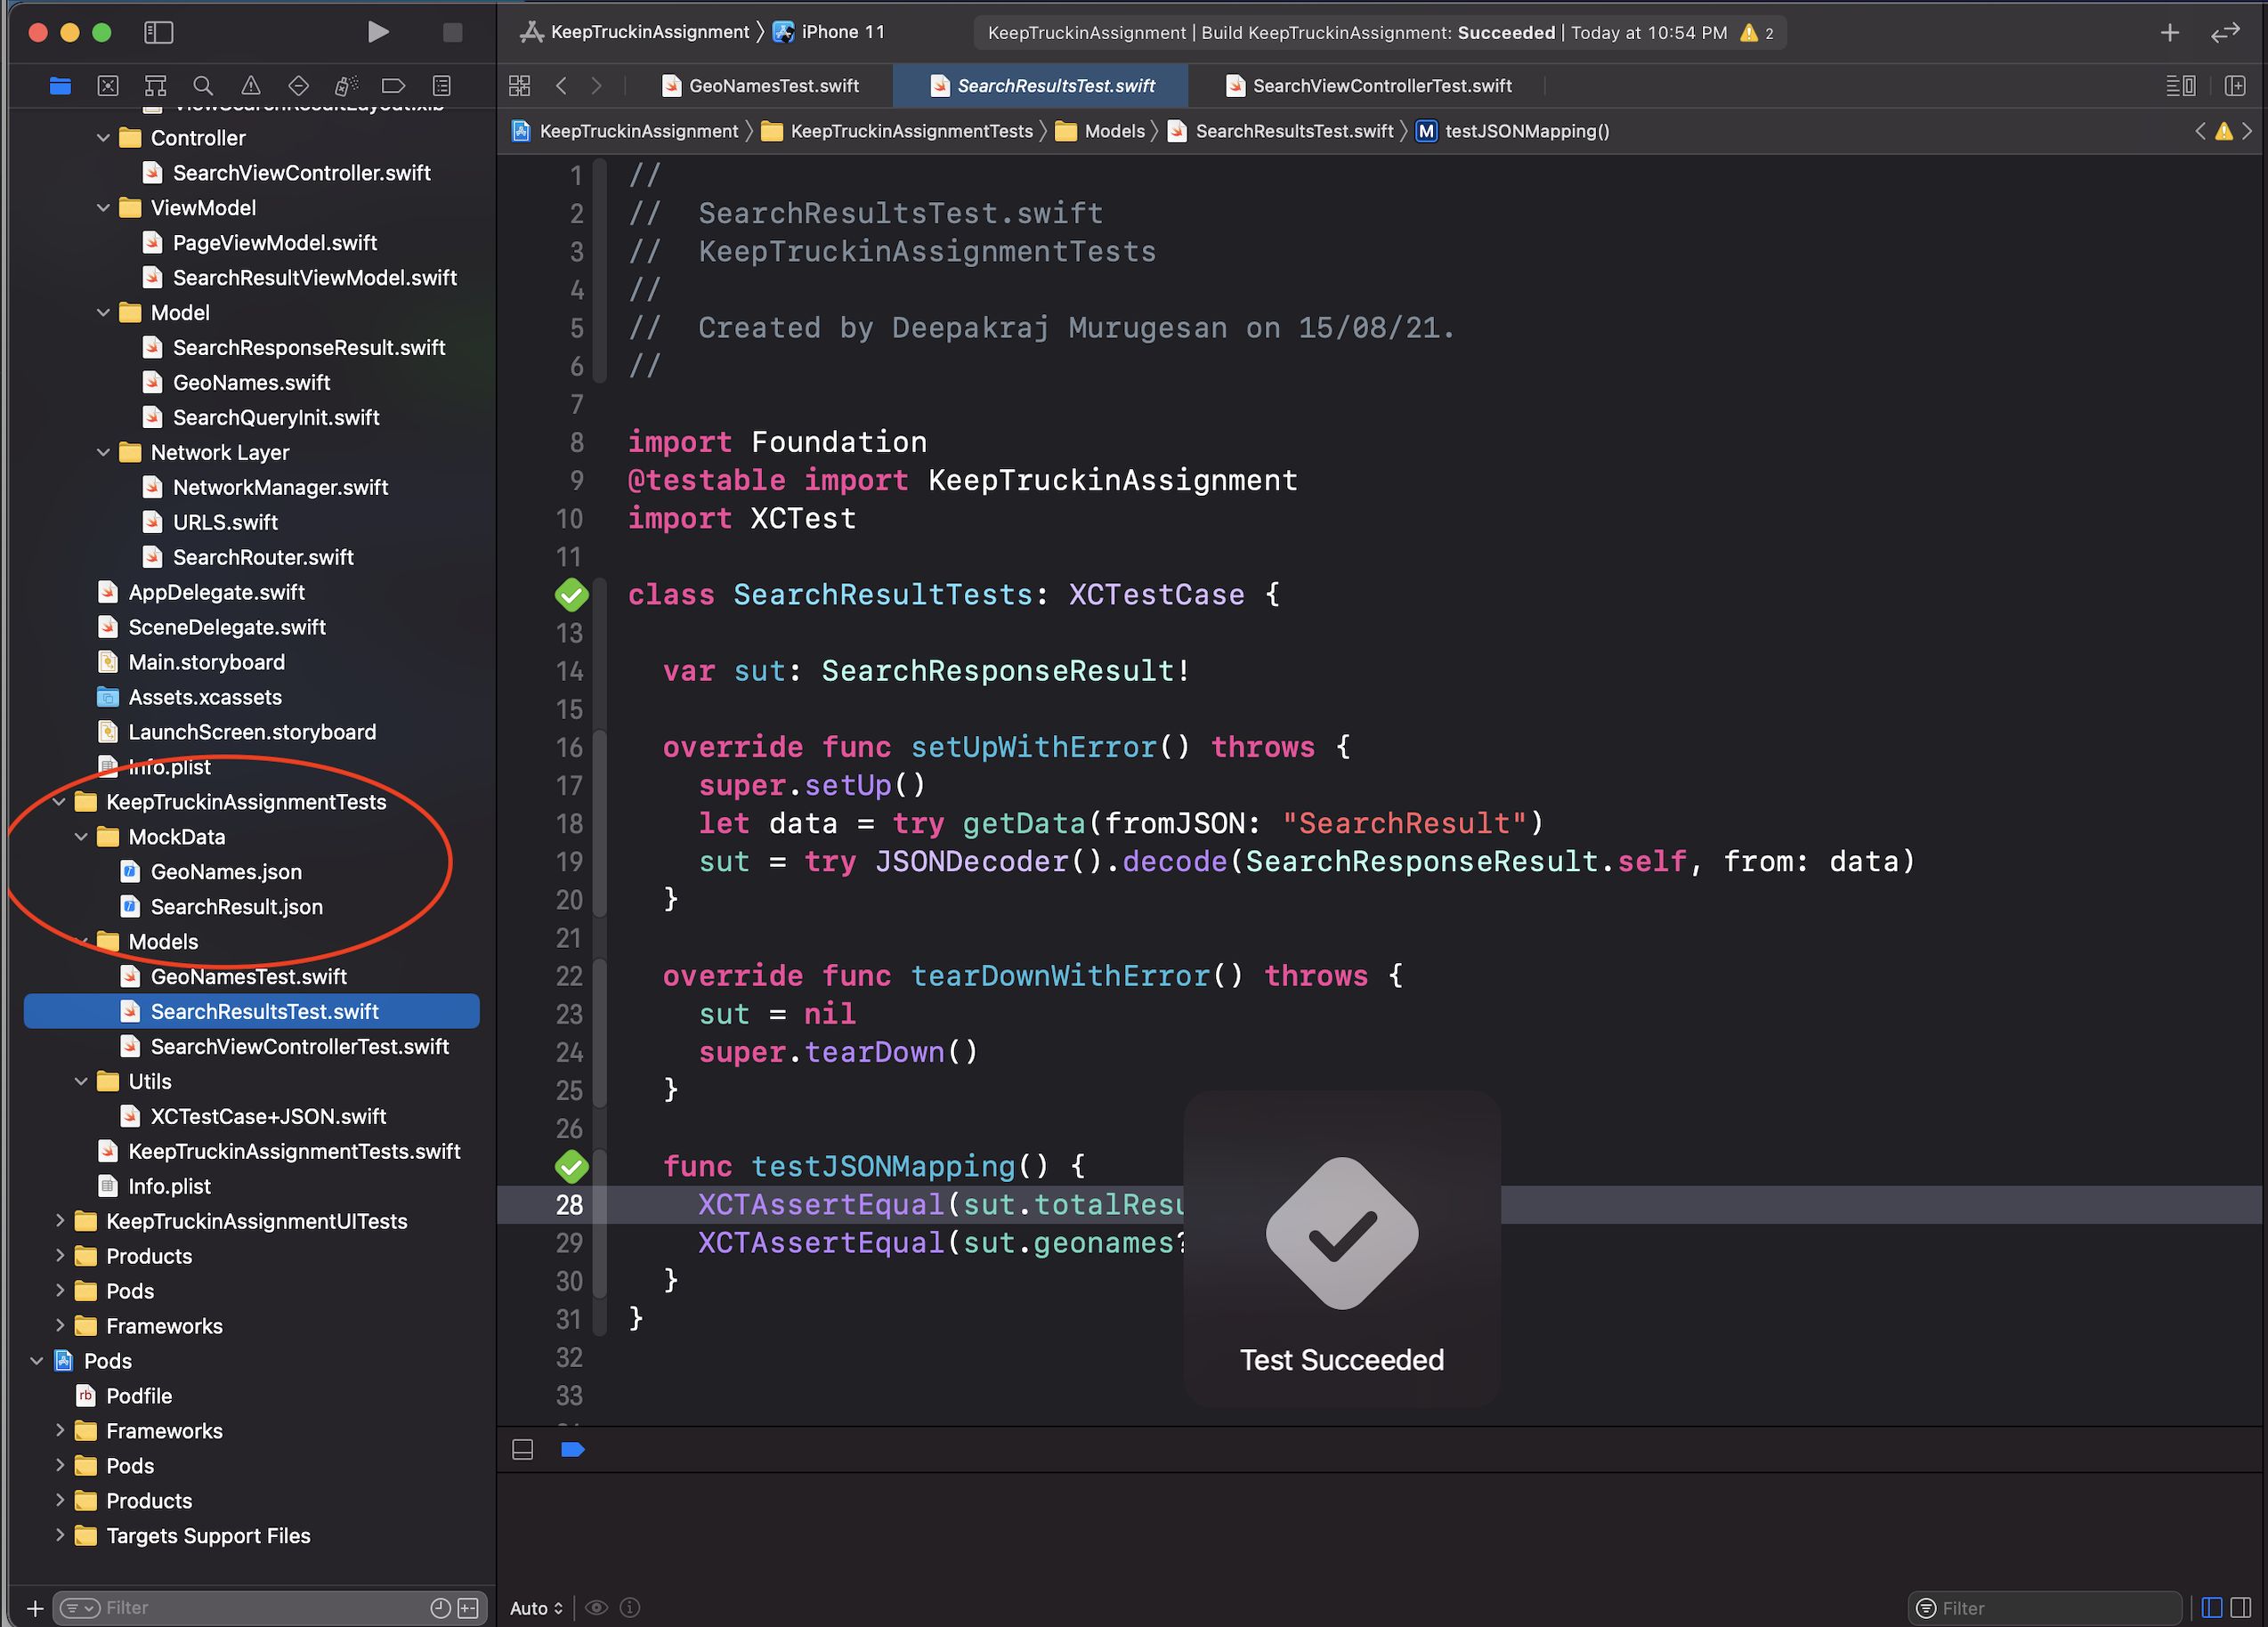 KeepTruckinAssignment
iPhone 11
KeepTruckinAssignment | Build KeepTruckinAssignment: Succeeded | Today at 10:54 PM
2
GeoNamesTest.swift
SearchResultsTest.swift
SearchViewControllerTest.swift
KeepTruckinAssignment
KeepTruckinAssignmentTests
Models
SearchResultsTest.swift
M
testJSONMapping()
ViewSearchResultLayout.xib
Controller
SearchViewController.swift
ViewModel
PageViewModel.swift
SearchResultViewModel.swift
Model
SearchResponseResult.swift
GeoNames.swift
SearchQueryInit.swift
Network Layer
NetworkManager.swift
URLS.swift
SearchRouter.swift
AppDelegate.swift
SceneDelegate.swift
Main.storyboard
Assets.xcassets
LaunchScreen.storyboard
Info.plist
KeepTruckinAssignmentTests
MockData
GeoNames.json
SearchResult.json
Models
GeoNamesTest.swift
SearchResultsTest.swift
SearchViewControllerTest.swift
Utils
XCTestCase+JSON.swift
KeepTruckinAssignmentTests.swift
Info.plist
KeepTruckinAssignmentUITests
Products
Pods
Frameworks
Pods
rb Podfile
Frameworks
Pods
Products
Targets Support Files
Filter
1 //
2 //  SearchResultsTest.swift
3 //  KeepTruckinAssignmentTests
4 //
5 //  Created by Deepakraj Murugesan on 15/08/21.
6 //
7
8 import Foundation
9 @testable import KeepTruckinAssignment
10 import XCTest
11
class SearchResultTests: XCTestCase {
13
14 var sut: SearchResponseResult!
15
16 override func setUpWithError() throws {
17 super.setUp()
18 let data = try getData(fromJSON: "SearchResult")
19 sut = try JSONDecoder().decode(SearchResponseResult.self, from: data)
20 }
21
22 override func tearDownWithError() throws {
23 sut = nil
24 super.tearDown()
25 }
26
func testJSONMapping() {
28 XCTAssertEqual(sut.totalResu
29 XCTAssertEqual(sut.geonames?
30 }
31 }
32
33
Test Succeeded
Auto
Filter